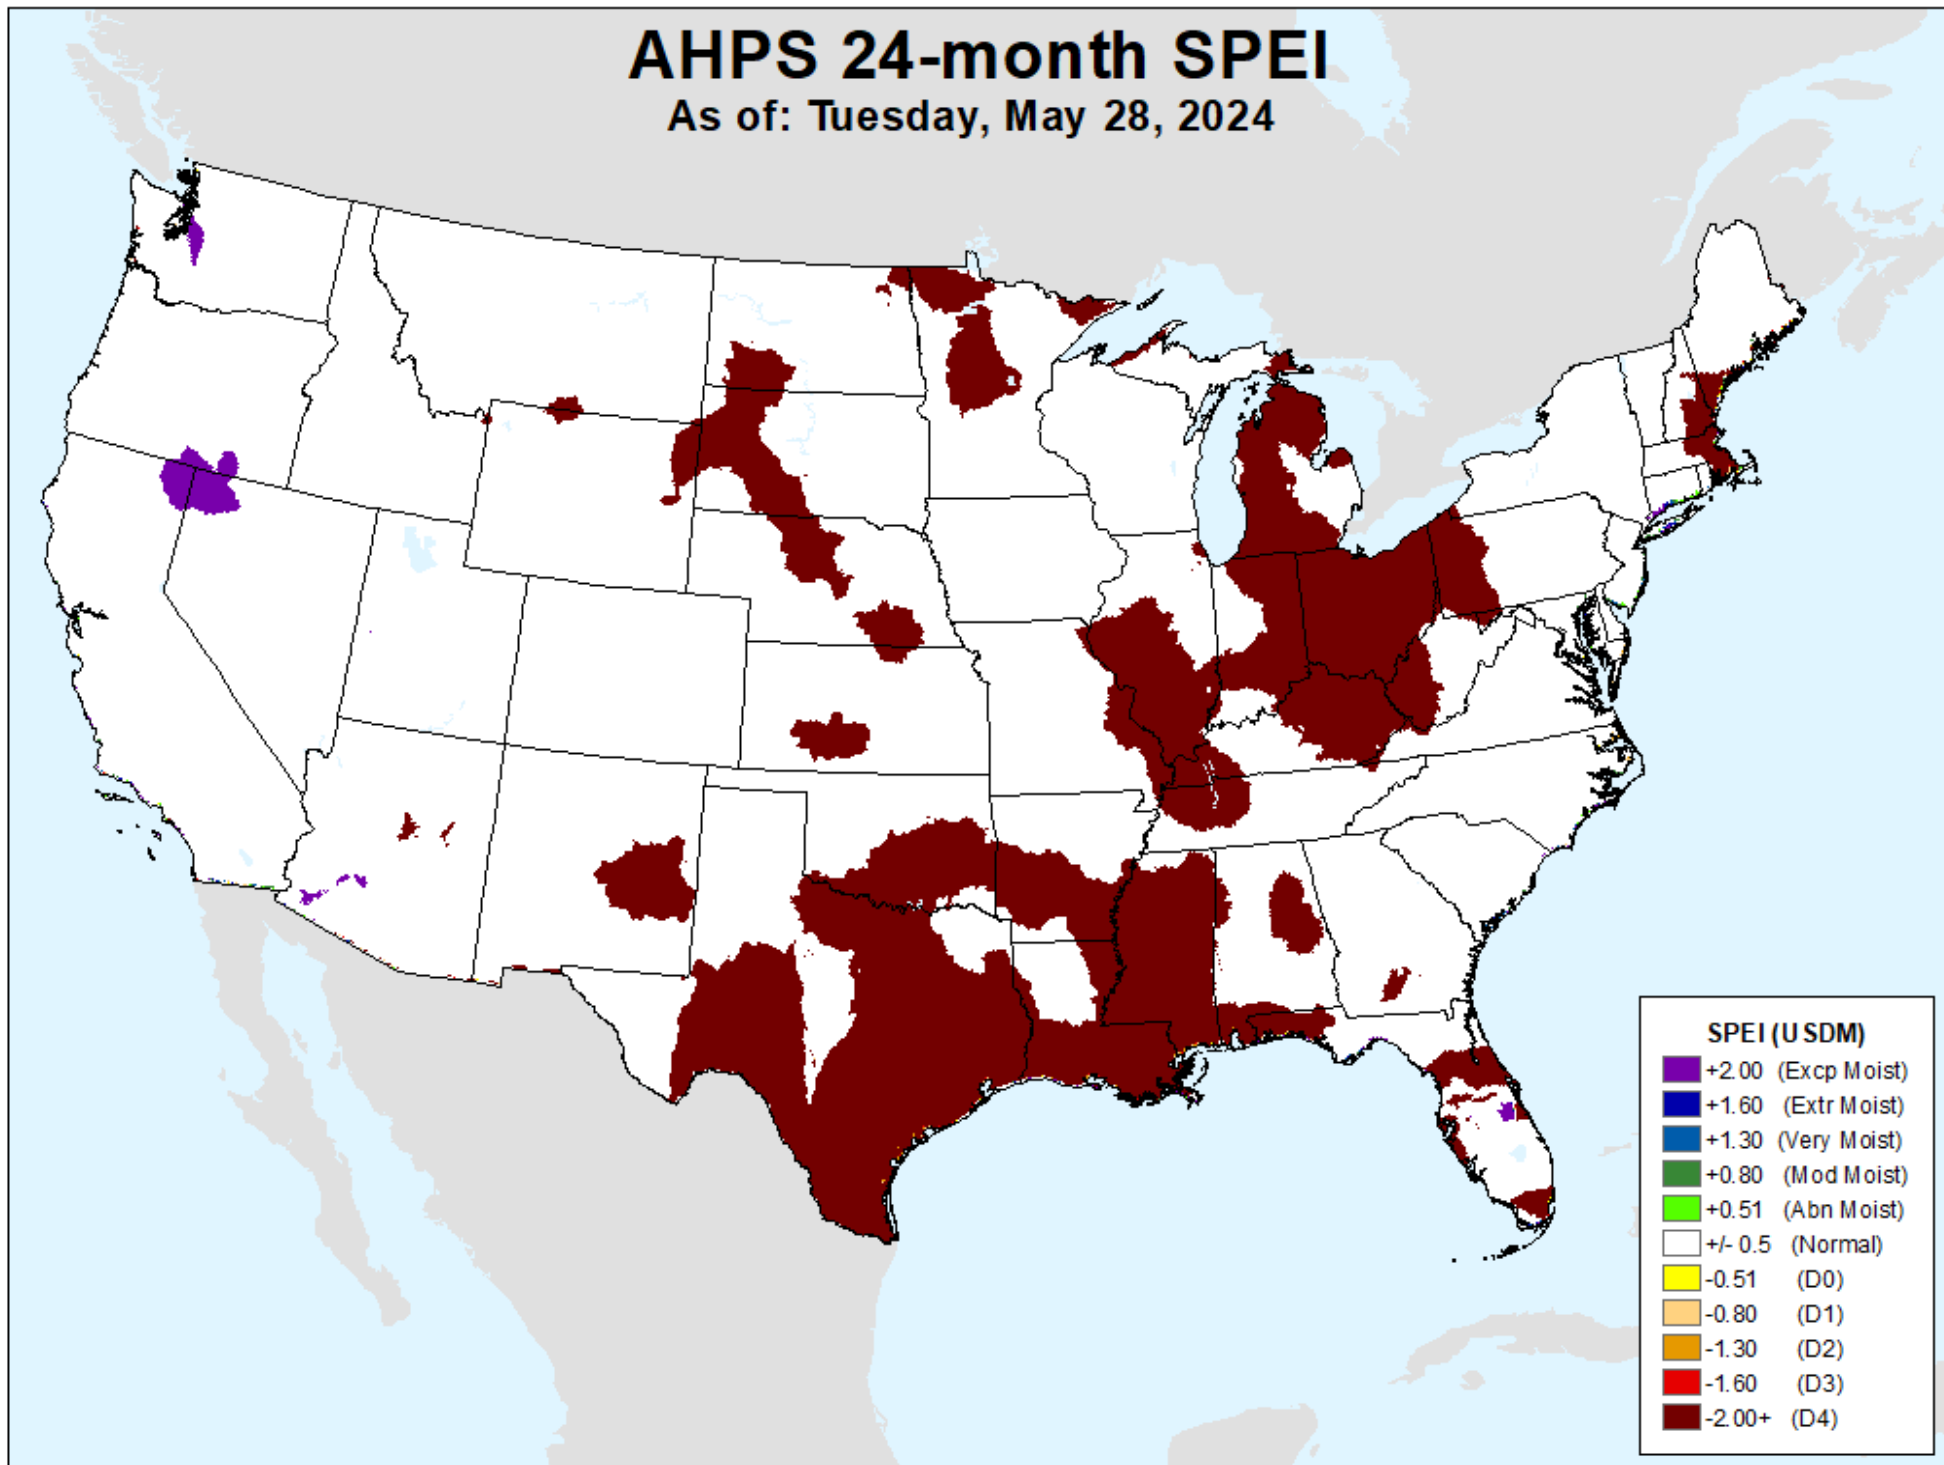 AHPS 24-month SPEI
As of: Tuesday, May 28, 2024
SPEI (USDM)
+2.00 (Excp Moist)
+1.60 (Extr Moist)
+1.30 (Very Moist)
+0.80 (Mod Moist)
+0.51 (Abn Moist)
+/- 0.5 (Normal)
-0.51 (D0)
-0.80 (D1)
-1.30 (D2)
-1.60 (D3)
-2.00+ (D4)